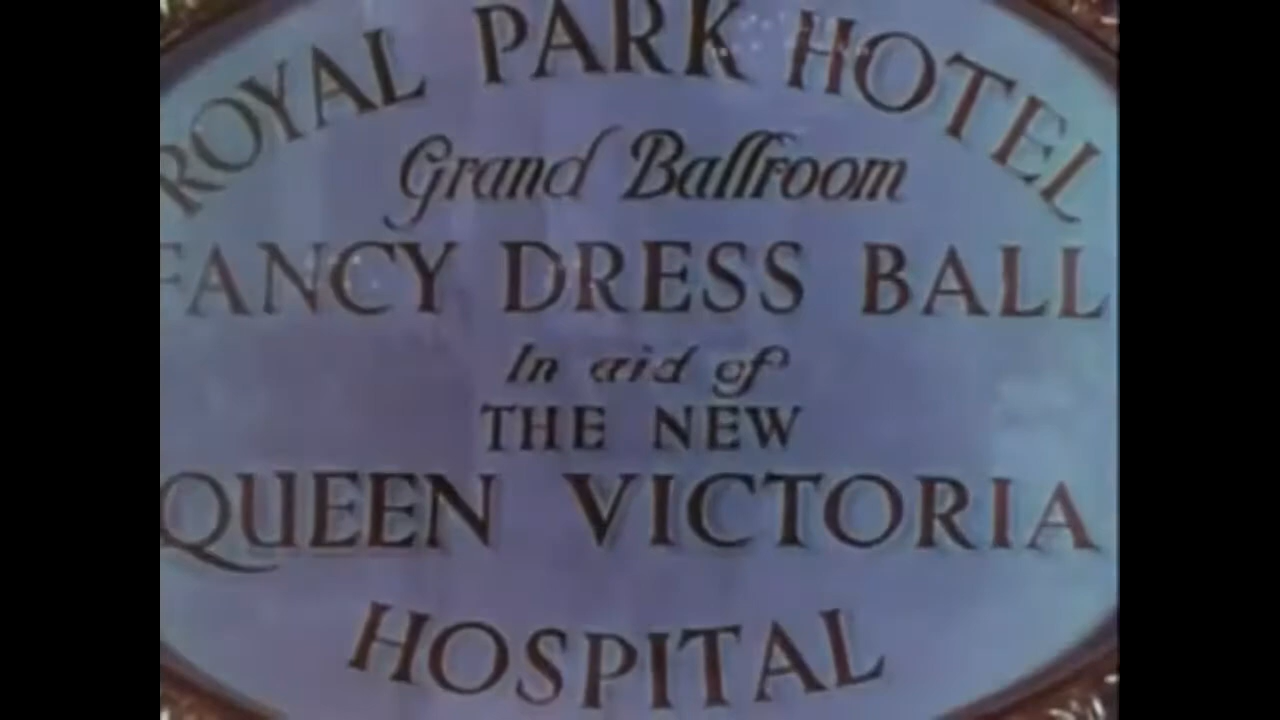 ROYAL PARK HOTEL
Grand Ballroom
FANCY DRESS BALL
In aid of
THE NEW
QUEEN VICTORIA
HOSPITAL